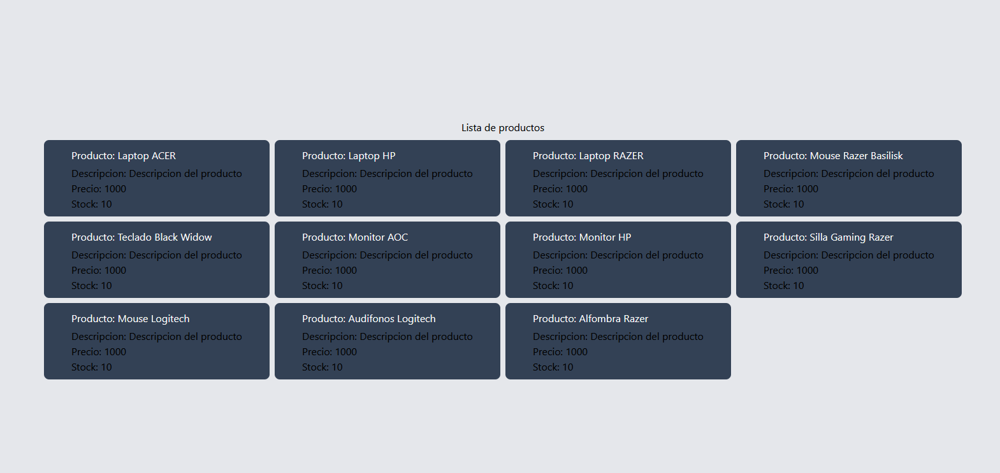 Lista de productos
Producto: Laptop ACER
Descripcion: Descripcion del producto
Precio: 1000
Stock: 10
Producto: Laptop HP
Descripcion: Descripcion del producto
Precio: 1000
Stock: 10
Producto: Laptop RAZER
Descripcion: Descripcion del producto
Precio: 1000
Stock: 10
Producto: Mouse Razer Basilisk
Descripcion: Descripcion del producto
Precio: 1000
Stock: 10
Producto: Teclado Black Widow
Descripcion: Descripcion del producto
Precio: 1000
Stock: 10
Producto: Monitor AOC
Descripcion: Descripcion del producto
Precio: 1000
Stock: 10
Producto: Monitor HP
Descripcion: Descripcion del producto
Precio: 1000
Stock: 10
Producto: Silla Gaming Razer
Descripcion: Descripcion del producto
Precio: 1000
Stock: 10
Producto: Mouse Logitech
Descripcion: Descripcion del producto
Precio: 1000
Stock: 10
Producto: Audifonos Logitech
Descripcion: Descripcion del producto
Precio: 1000
Stock: 10
Producto: Alfombra Razer
Descripcion: Descripcion del producto
Precio: 1000
Stock: 10